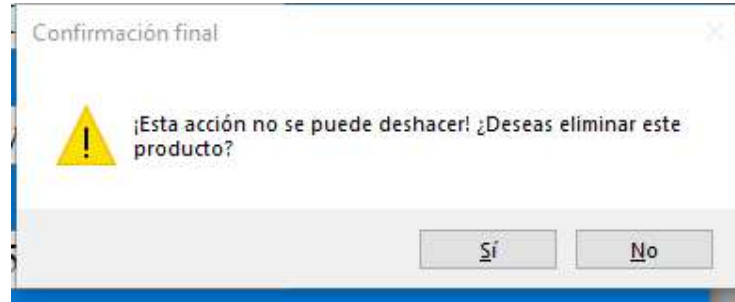 Confirmación final
¡Esta acción no se puede deshacer! ¿Deseas eliminar este
producto?
Sí
No